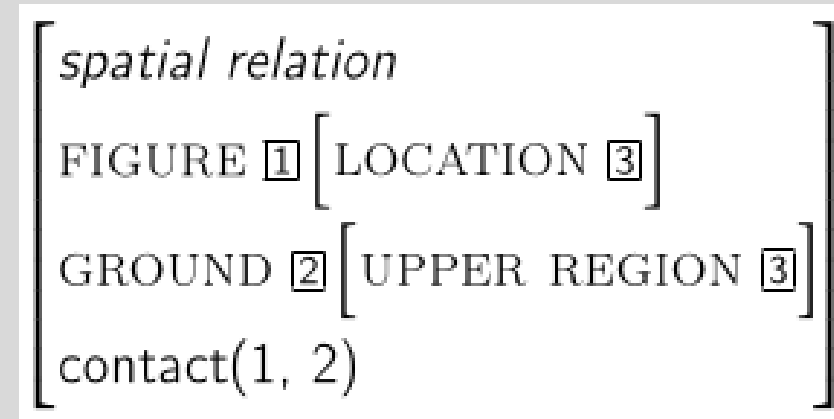 spatial relation
FIGURE 1 [LOCATION 3]
GROUND 2 [UPPER REGION 3]
contact(1, 2)